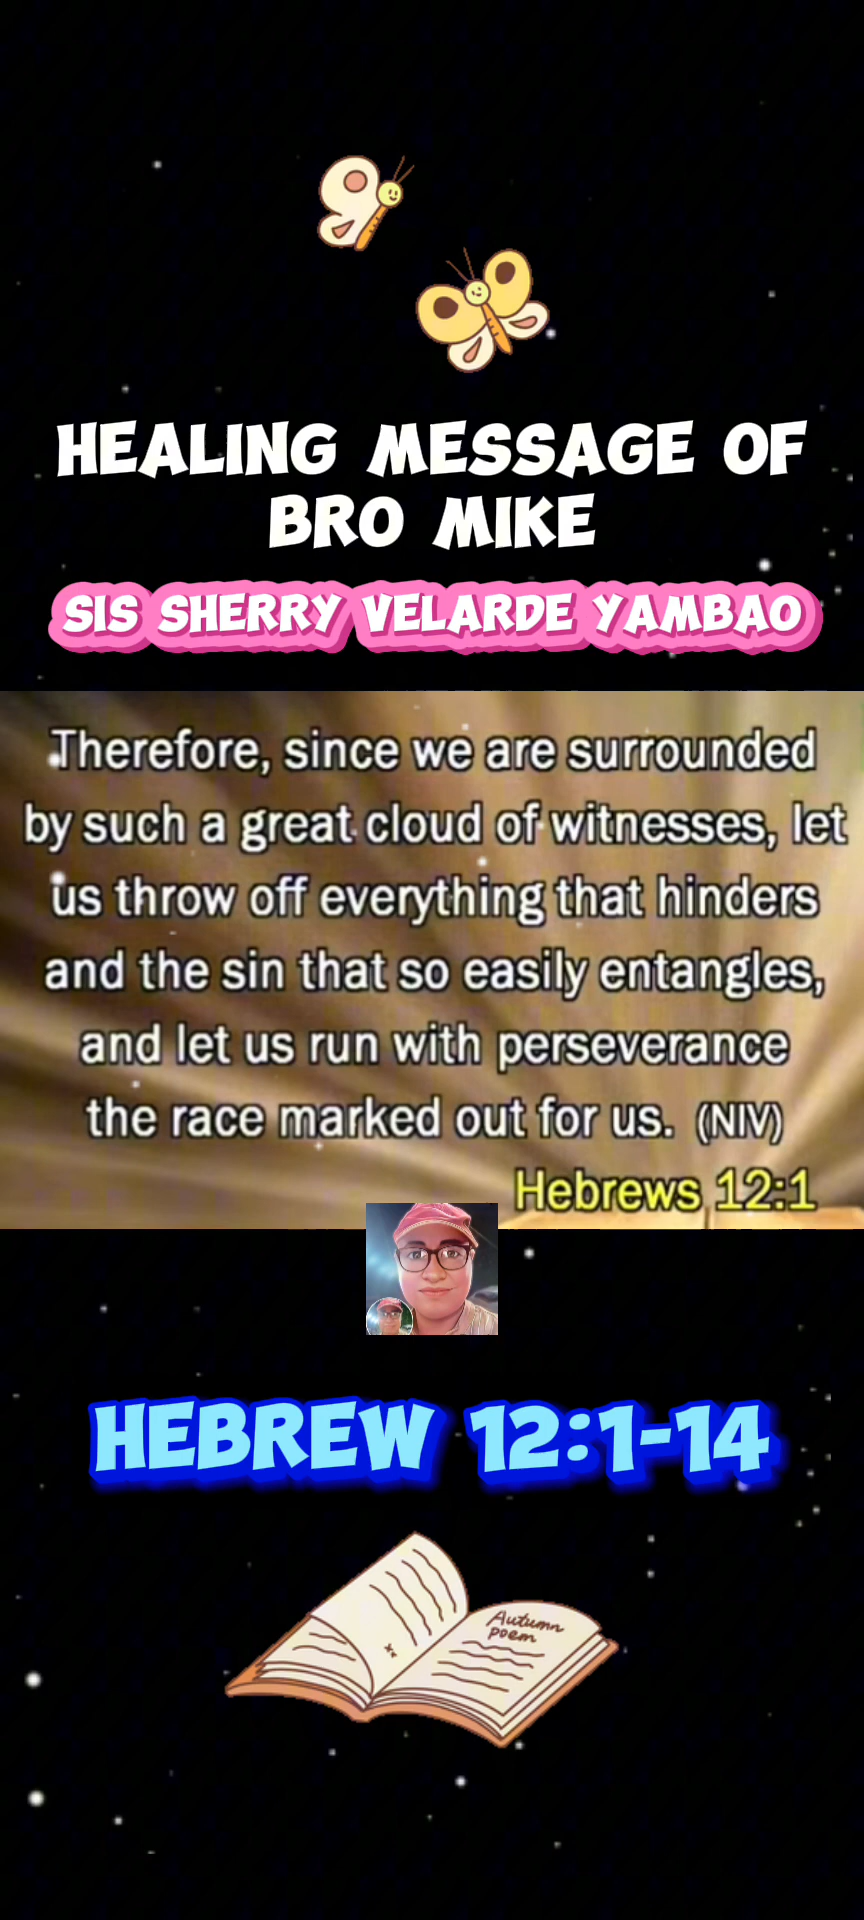 HEALING MESSAGE OF
BRO MIKE
SIS SHERRY VELARDE YAMBAO
Therefore, since we are surrounded
by such a great cloud of witnesses, let
us throw off everything that hinders
and the sin that so easily entangles,
and let us run with perseverance
the race marked out for us. (NIV)
Hebrews 12:1
HEBREW 12:1-14
Autumn
poem